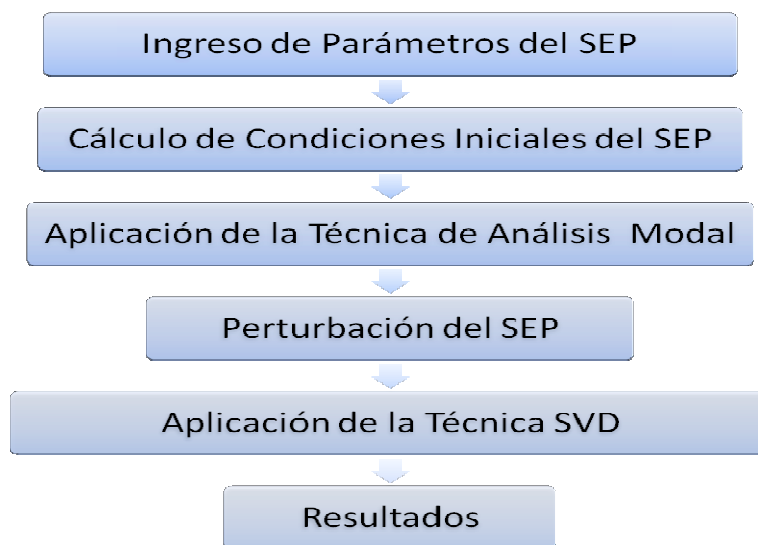 Ingreso de Parámetros del SEP
Cálculo de Condiciones Iniciales del SEP
Aplicación de la Técnica de Análisis Modal
Perturbación del SEP
Aplicación de la Técnica SVD
Resultados